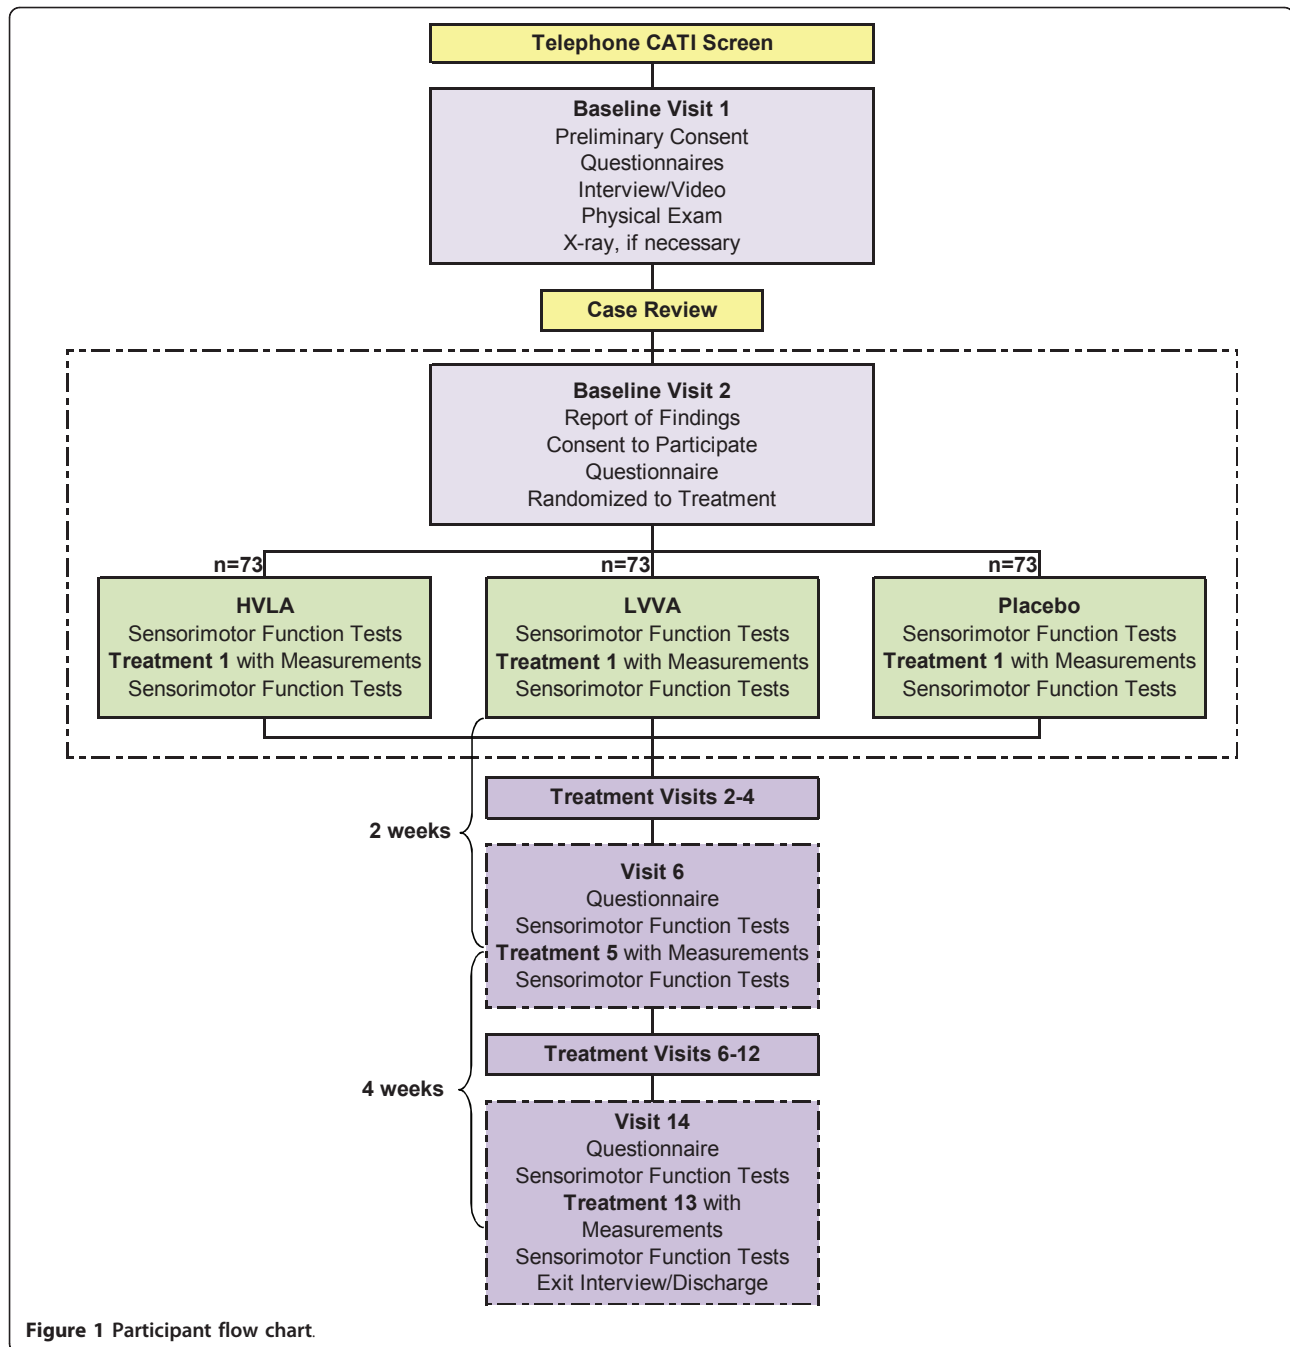 Telephone CATI Screen
Baseline Visit 1
Preliminary Consent
Questionnaires
Interview/Video
Physical Exam
X-ray, if necessary
Case Review
Baseline Visit 2
Report of Findings
Consent to Participate
Questionnaire
Randomized to Treatment
n=73
HVLA
Sensorimotor Function Tests
Treatment 1 with Measurements
Sensorimotor Function Tests
n=73
LVVA
Sensorimotor Function Tests
Treatment 1 with Measurements
Sensorimotor Function Tests
n=73
Placebo
Sensorimotor Function Tests
Treatment 1 with Measurements
Sensorimotor Function Tests
Treatment Visits 2-4
2 weeks
Visit 6
Questionnaire
Sensorimotor Function Tests
Treatment 5 with Measurements
Sensorimotor Function Tests
Treatment Visits 6-12
4 weeks
Visit 14
Questionnaire
Sensorimotor Function Tests
Treatment 13 with
Measurements
Sensorimotor Function Tests
Exit Interview/Discharge
Figure 1 Participant flow chart.